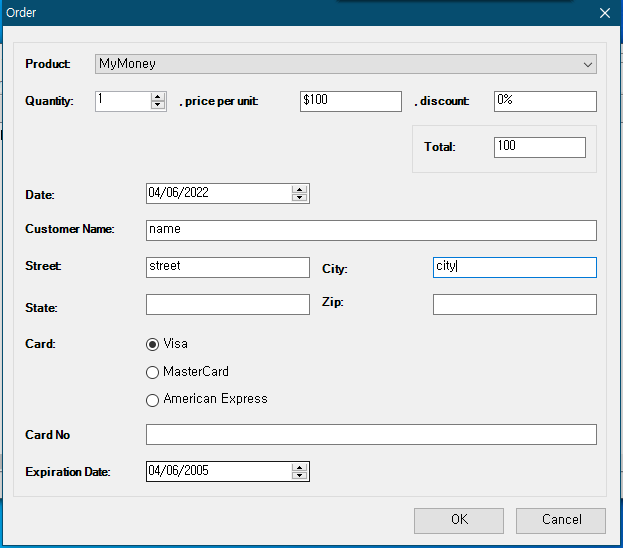 Order
Product: MyMoney
Quantity: 1 , price per unit: $100 , discount: 0%
Total: 100
Date: 04/06/2022
Customer Name: name
Street: street City: city
State: Zip:
Card: Visa
MasterCard
American Express
Card No
Expiration Date: 04/06/2005
OK Cancel